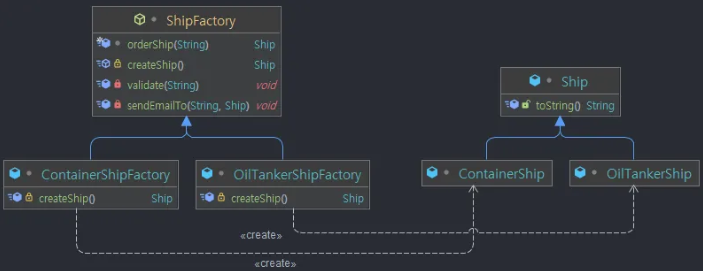 ShipFactory
orderShip(String) Ship
createShip() Ship
validate(String) void
sendEmailTo(String, Ship) void
Ship
toString() String
ContainerShipFactory
createShip() Ship
OilTankerShipFactory
createShip() Ship
ContainerShip
OilTankerShip
«create»
«create»